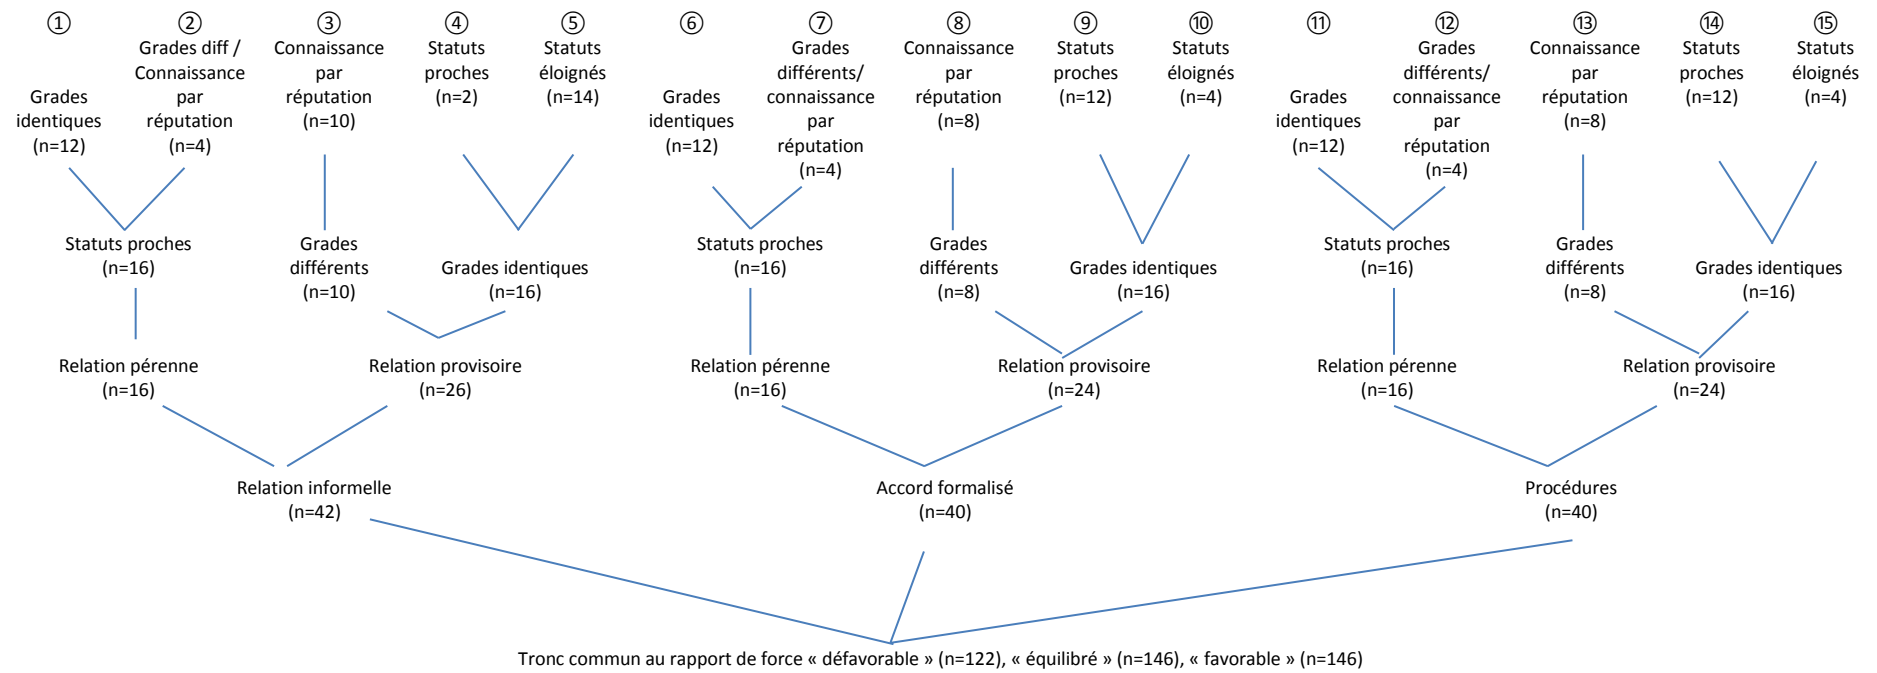 ①
②
③
④
⑤
⑥
⑦
⑧
⑨
⑩
⑪
⑫
⑬
⑭
⑮
Grades
identiques
(n=12)
Grades diff /
Connaissance
par
réputation
(n=4)
Connaissance
par
réputation
(n=10)
Statuts
proches
(n=2)
Statuts
éloignés
(n=14)
Grades
identiques
(n=12)
Grades
différents/
connaissance
par
réputation
(n=4)
Connaissance
par
réputation
(n=8)
Statuts
proches
(n=12)
Statuts
éloignés
(n=4)
Grades
identiques
(n=12)
Grades
différents/
connaissance
par
réputation
(n=4)
Connaissance
par
réputation
(n=8)
Statuts
proches
(n=12)
Statuts
éloignés
(n=4)
Statuts proches
(n=16)
Grades
différents
(n=10)
Grades identiques
(n=16)
Statuts proches
(n=16)
Grades
différents
(n=8)
Grades identiques
(n=16)
Statuts proches
(n=16)
Grades
différents
(n=8)
Grades identiques
(n=16)
Relation pérenne
(n=16)
Relation provisoire
(n=26)
Relation pérenne
(n=16)
Relation provisoire
(n=24)
Relation pérenne
(n=16)
Relation provisoire
(n=24)
Relation informelle
(n=42)
Accord formalisé
(n=40)
Procédures
(n=40)
Tronc commun au rapport de force « défavorable » (n=122), « équilibré » (n=146), « favorable » (n=146)